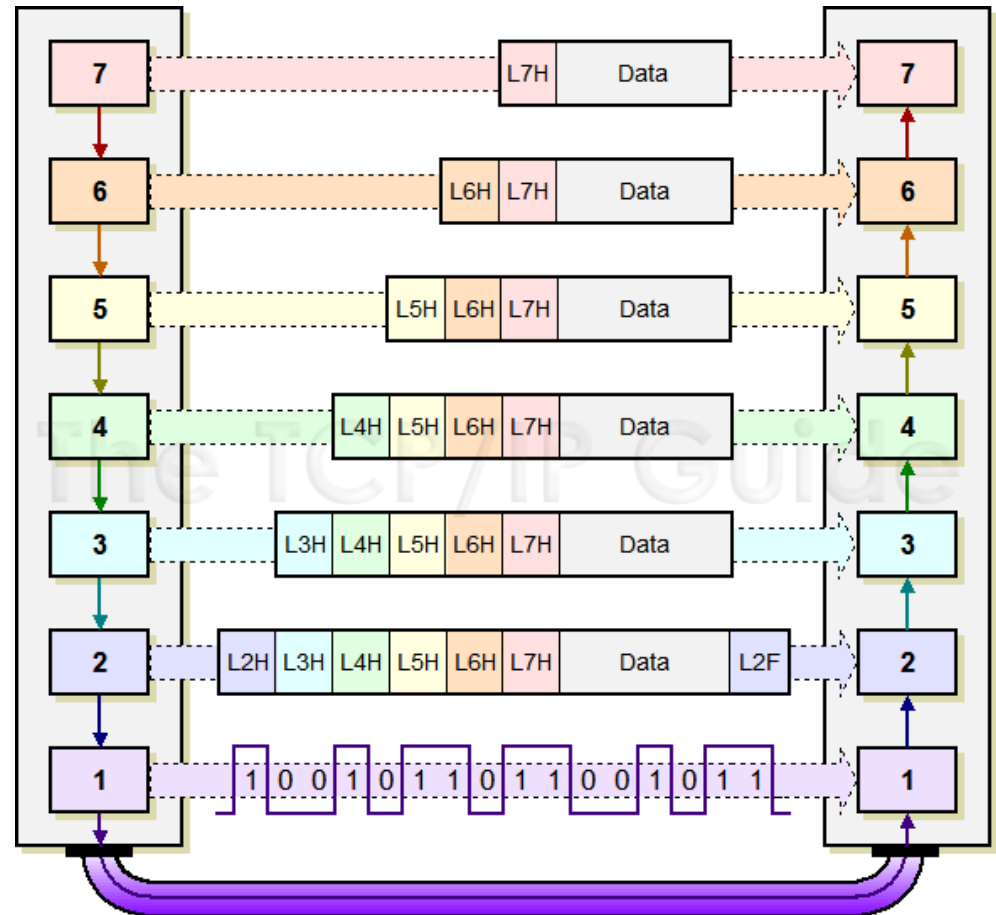 7 L7H Data 7
6 L6H L7H Data 6
5 L5H L6H L7H Data 5
4 L4H L5H L6H L7H Data 4
The TCP/IP Guide
3 L3H L4H L5H L6H L7H Data 3
2 L2H L3H L4H L5H L6H L7H Data L2F 2
1 1 0 0 1 0 1 1 0 1 1 0 0 1 0 1 1 1